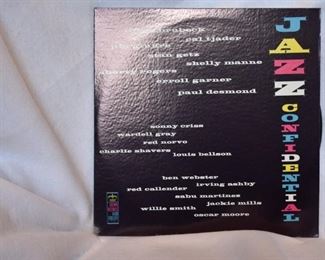 dave brubeck
cal tjader
stan getz
shelly manne
shorty rogers
erroll garner
paul desmond
sonny criss
wardell gray
red norvo
charlie shavers
louis bellson
ben webster
irving ashby
red callender
sabu martinez
jackie mills
willie smith
oscar moore
JAZZ CONFIDENTIAL